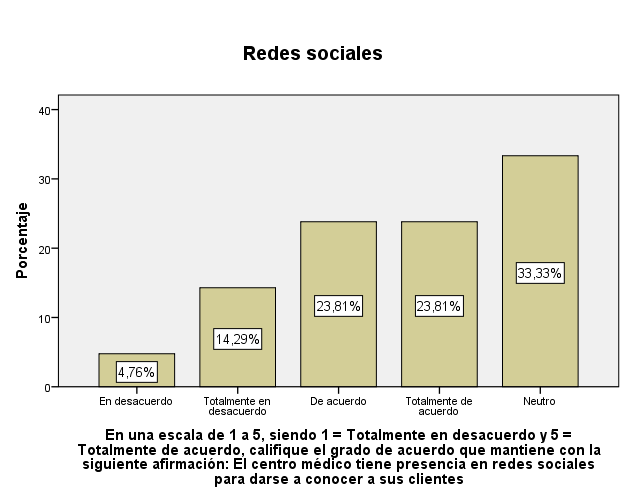 Redes sociales
Porcentaje
40
30
20
10
0
4,76%
14,29%
23,81%
23,81%
33,33%
En desacuerdo
Totalmente en
desacuerdo
De acuerdo
Totalmente de
acuerdo
Neutro
En una escala de 1 a 5, siendo 1 = Totalmente en desacuerdo y 5 =
Totalmente de acuerdo, califique el grado de acuerdo que mantiene con la
siguiente afirmación: El centro médico tiene presencia en redes sociales
para darse a conocer a sus clientes